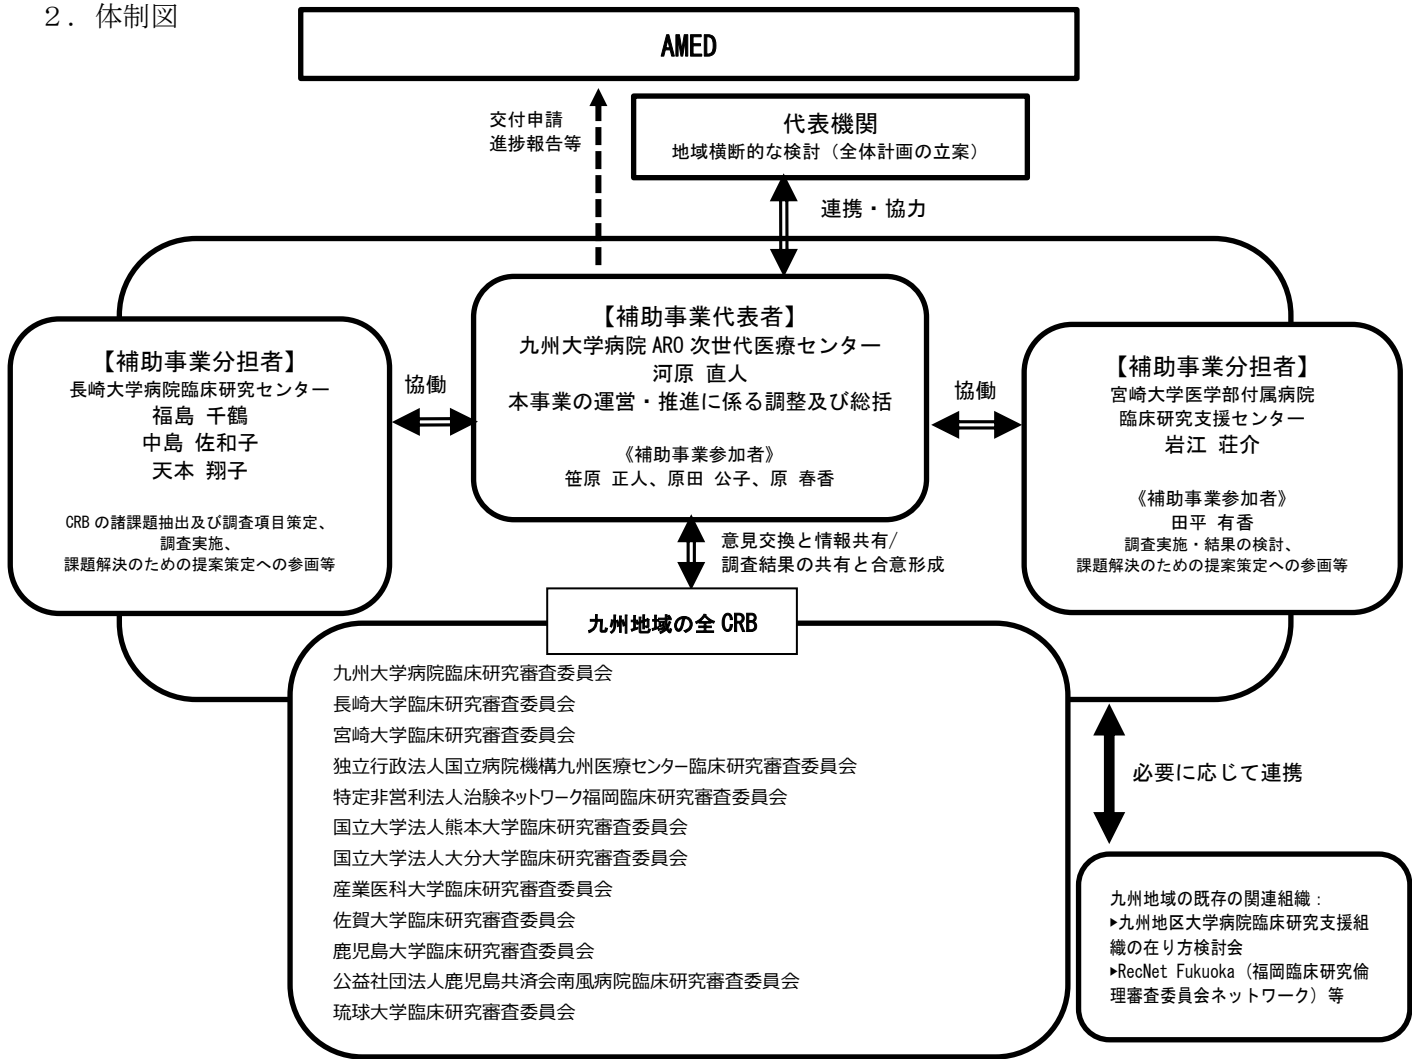 ２．体制図
AMED
交付申請
進捗報告等
代表機関
地域横断的な検討（全体計画の立案）
連携・協力
【補助事業分担者】
長崎大学病院臨床研究センター
福島 千鶴
中島 佐和子
天本 翔子
CRB の諸課題抽出及び調査項目策定、
調査実施、
課題解決のための提案策定への参画等
協働
【補助事業代表者】
九州大学病院 ARO 次世代医療センター
河原 直人
本事業の運営・推進に係る調整及び総括
《補助事業参加者》
笹原 正人、原田 公子、原 春香
協働
【補助事業分担者】
宮崎大学医学部付属病院
臨床研究支援センター
岩江 荘介
《補助事業参加者》
田平 有香
調査実施・結果の検討、
課題解決のための提案策定への参画等
意見交換と情報共有/
調査結果の共有と合意形成
九州地域の全 CRB
九州大学病院臨床研究審査委員会
長崎大学臨床研究審査委員会
宮崎大学臨床研究審査委員会
独立行政法人国立病院機構九州医療センター臨床研究審査委員会
特定非営利法人治験ネットワーク福岡臨床研究審査委員会
国立大学法人熊本大学臨床研究審査委員会
国立大学法人大分大学臨床研究審査委員会
産業医科大学臨床研究審査委員会
佐賀大学臨床研究審査委員会
鹿児島大学臨床研究審査委員会
公益社団法人鹿児島共済会南風病院臨床研究審査委員会
琉球大学臨床研究審査委員会
必要に応じて連携
九州地域の既存の関連組織：
▶九州地区大学病院臨床研究支援組
織の在り方検討会
▶RecNet Fukuoka（福岡臨床研究倫
理審査委員会ネットワーク）等